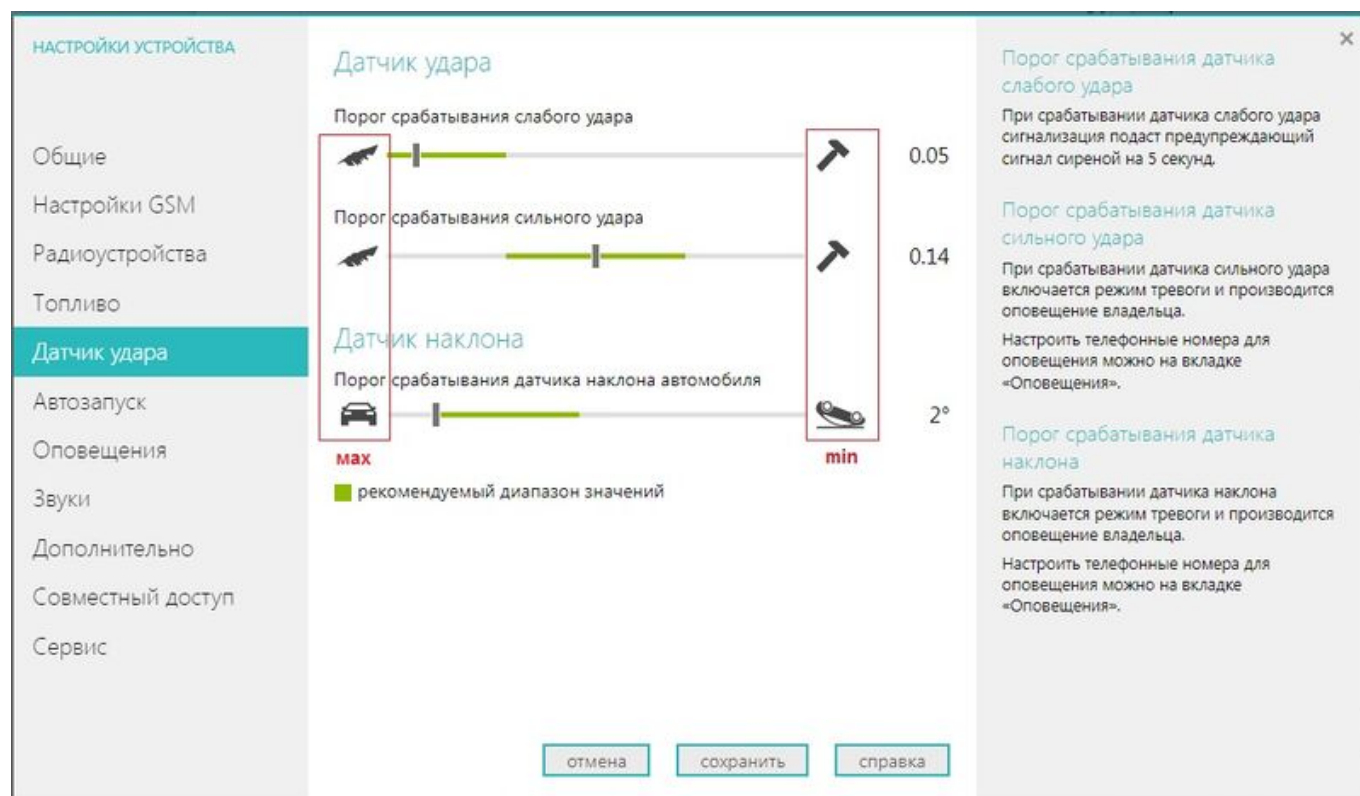 НАСТРОЙКИ УСТРОЙСТВА
Общие
Настройки GSM
Радиоустройства
Топливо
Датчик удара
Автозапуск
Оповещения
Звуки
Дополнительно
Совместный доступ
Сервис
Датчик удара
Порог срабатывания слабого удара
0.05
Порог срабатывания сильного удара
0.14
Датчик наклона
Порог срабатывания датчика наклона автомобиля
2°
мах
min
рекомендуемый диапазон значений
отмена
сохранить
справка
Порог срабатывания датчика
слабого удара
При срабатывании датчика слабого удара
сигнализация подаст предупреждающий
сигнал сиреной на 5 секунд.
Порог срабатывания датчика
сильного удара
При срабатывании датчика сильного удара
включается режим тревоги и производится
оповещение владельца.
Настроить телефонные номера для
оповещения можно на вкладке
«Оповещения».
Порог срабатывания датчика
наклона
При срабатывании датчика наклона
включается режим тревоги и производится
оповещение владельца.
Настроить телефонные номера для
оповещения можно на вкладке
«Оповещения».